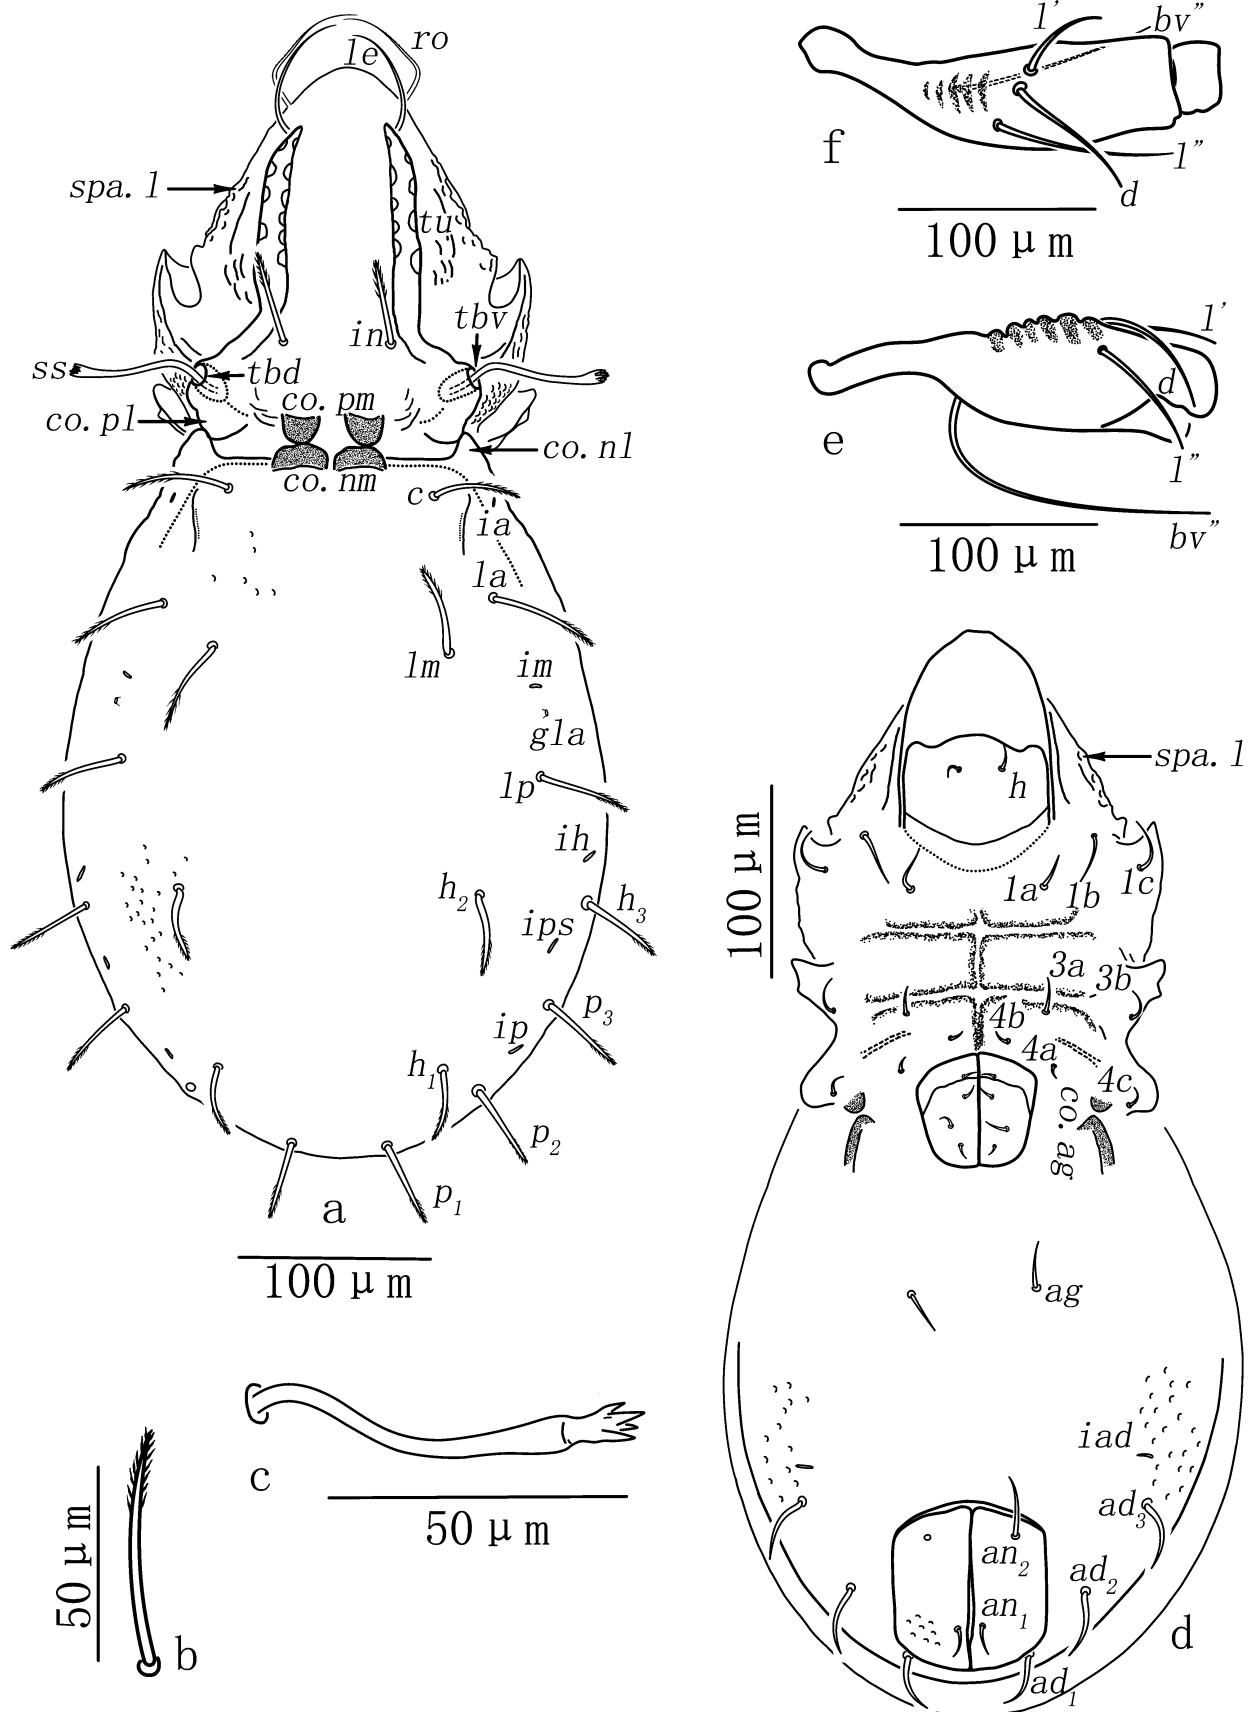 le
ro
spa. l
tu
in
tbv
ss
tbd
co. pm
co. pl
co. nl
co. nm
c
ia
la
lm
im
gla
lp
ih
h2
h3
ips
p3
ip
h1
p2
p1
a
100 μm
50 μm
b
c
50 μm
l'
bv"
f
l"
d
100 μm
l'
d
e
l"
bv"
100 μm
spa. l
h
100 μm
1a
1b
1c
3a
3b
4b
4a
4c
co. ag
ag
iad
ad3
an2
ad2
an1
ad1
d